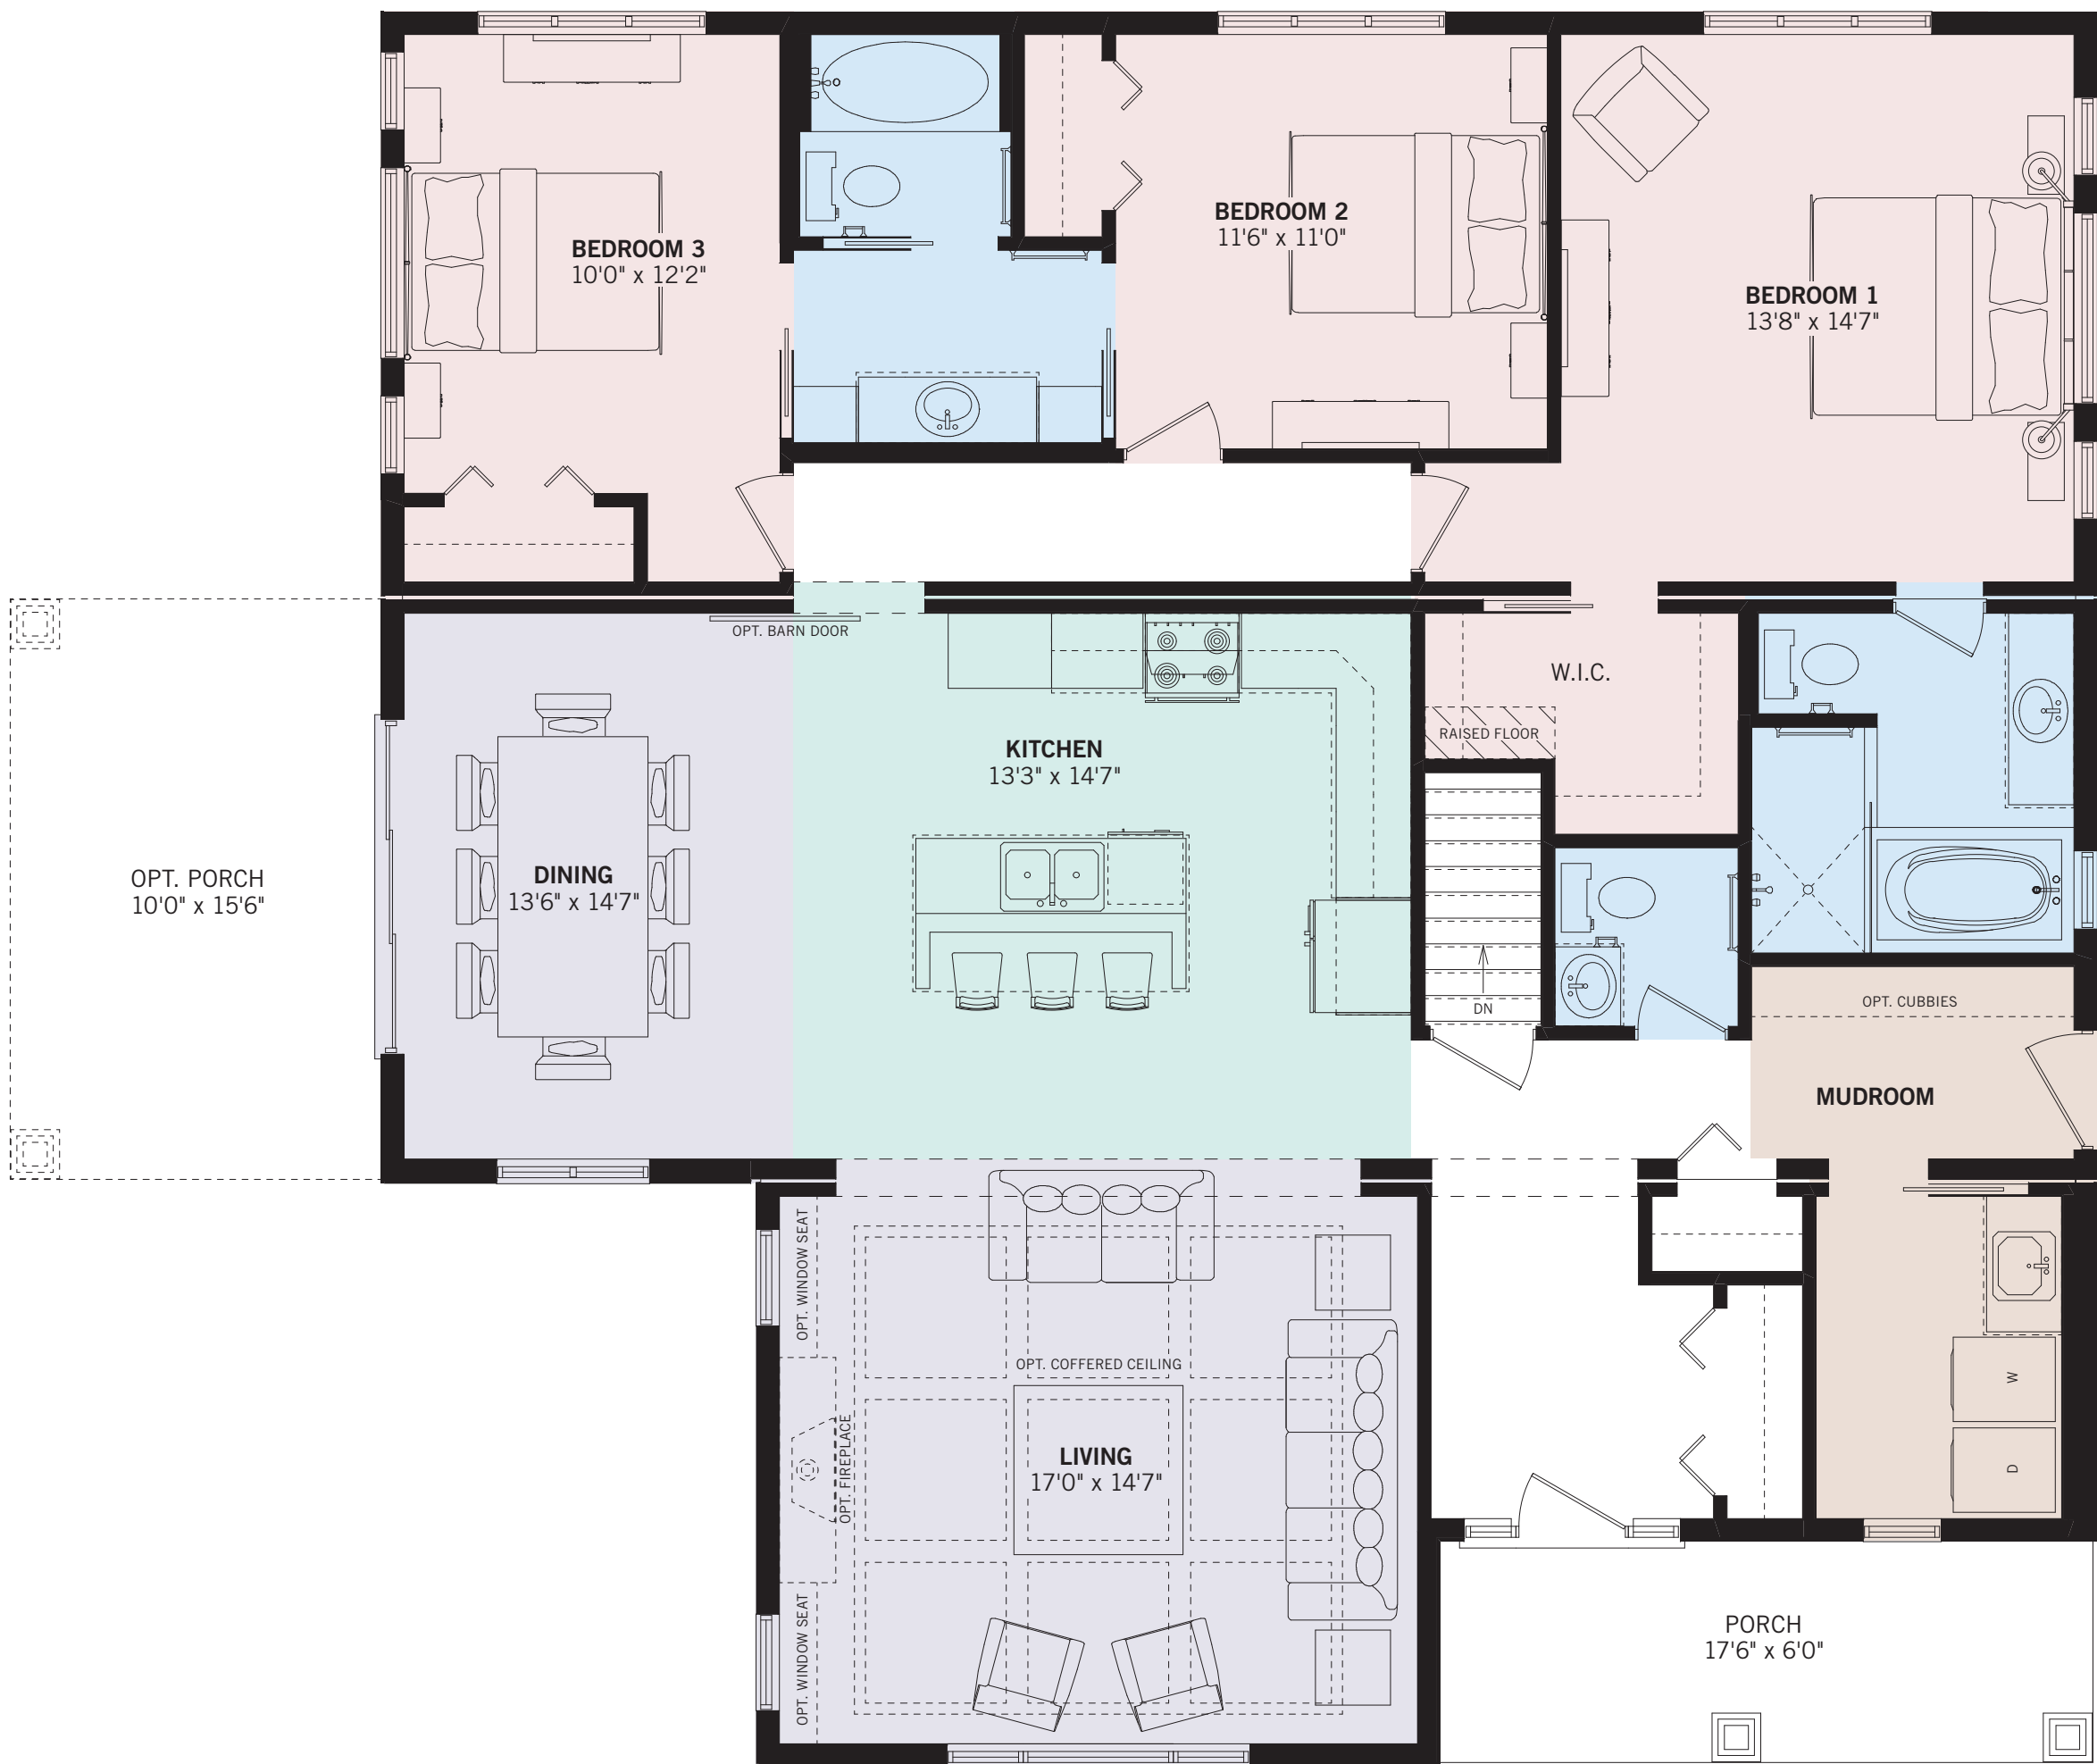 BEDROOM 2
11'6" x 11'0"
BEDROOM 3
10'0" x 12'2"
BEDROOM 1
13'8" x 14'7"
OPT. BARN DOOR
W.I.C.
RAISED FLOOR
KITCHEN
13'3" x 14'7"
DINING
13'6" x 14'7"
OPT. PORCH
10'0" x 15'6"
DN
OPT. CUBBIES
MUDROOM
OPT. WINDOW SEAT
OPT. COFFERED CEILING
W
OPT. FIREPLACE
LIVING
17'0" x 14'7"
D
OPT. WINDOW SEAT
PORCH
17'6" x 6'0"